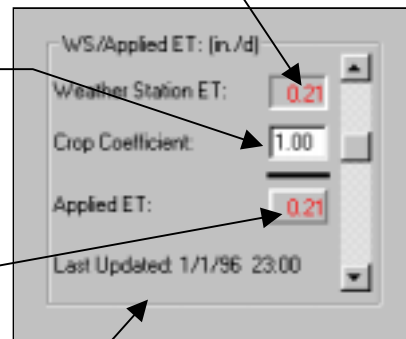 WS/Applied ET: (in./d)
Weather Station ET: 0.21
Crop Coefficient: 1.00
Applied ET: 0.21
Last Updated: 1/1/96 23:00